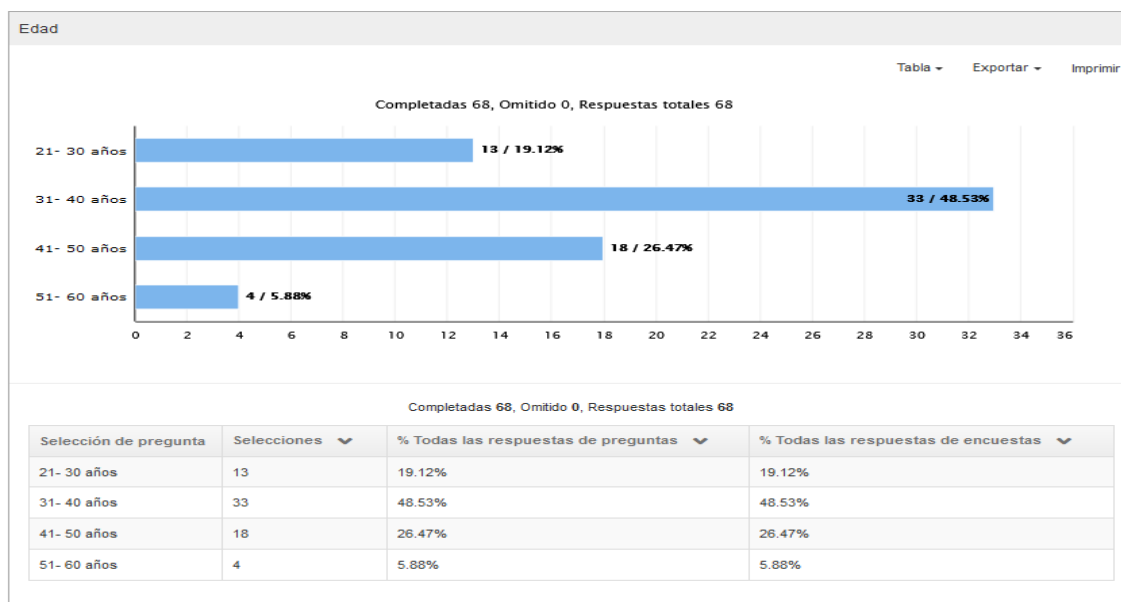 Edad
Tabla Exportar Imprimir
Completadas 68, Omitido 0, Respuestas totales 68
21- 30 años 13 / 19.12%
31- 40 años 33 / 48.53%
41- 50 años 18 / 26.47%
51- 60 años 4 / 5.88%
0 2 4 6 8 10 12 14 16 18 20 22 24 26 28 30 32 34 36
Completadas 68, Omitido 0, Respuestas totales 68
Selección de pregunta Selecciones % Todas las respuestas de preguntas % Todas las respuestas de encuestas
21- 30 años 13 19.12% 19.12%
31- 40 años 33 48.53% 48.53%
41- 50 años 18 26.47% 26.47%
51- 60 años 4 5.88% 5.88%